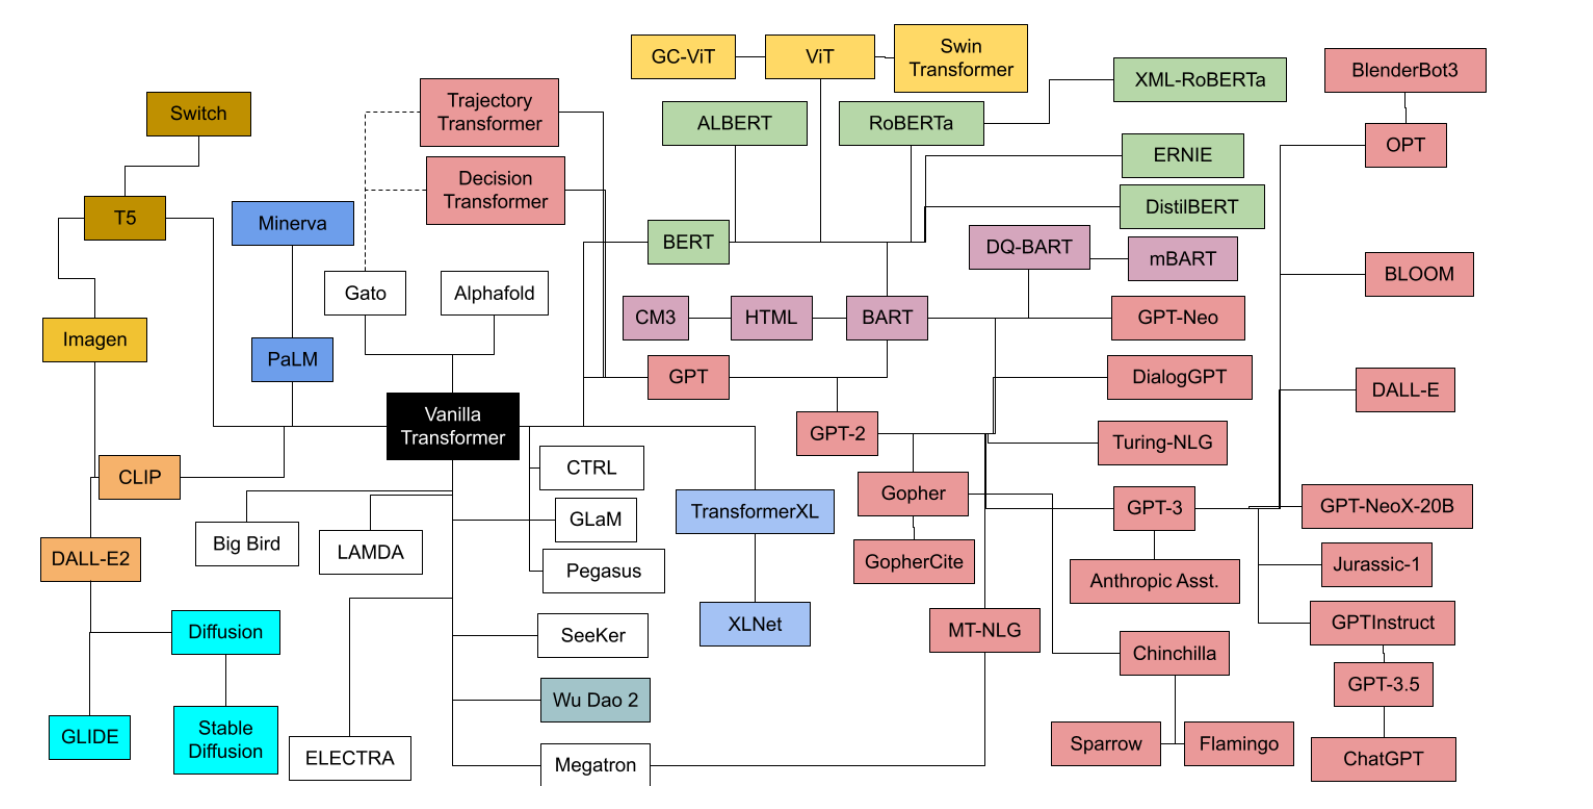 GC-ViT
ViT
Swin
Transformer
XML-RoBERTa
BlenderBot3
Switch
Trajectory
Transformer
ALBERT
RoBERTa
OPT
ERNIE
Decision
Transformer
T5
Minerva
DistilBERT
BERT
DQ-BART
mBART
BLOOM
Gato
Alphafold
CM3
HTML
BART
GPT-Neo
Imagen
PaLM
GPT
DialogGPT
DALL-E
Vanilla
Transformer
GPT-2
Turing-NLG
CLIP
CTRL
Gopher
TransformerXL
GLaM
GPT-3
GPT-NeoX-20B
Big Bird
LAMDA
DALL-E2
Pegasus
GopherCite
Anthropic Asst.
Jurassic-1
Diffusion
SeeKer
XLNet
MT-NLG
GPTInstruct
Chinchilla
GPT-3.5
Wu Dao 2
GLIDE
Stable
Diffusion
ELECTRA
Megatron
Sparrow
Flamingo
ChatGPT